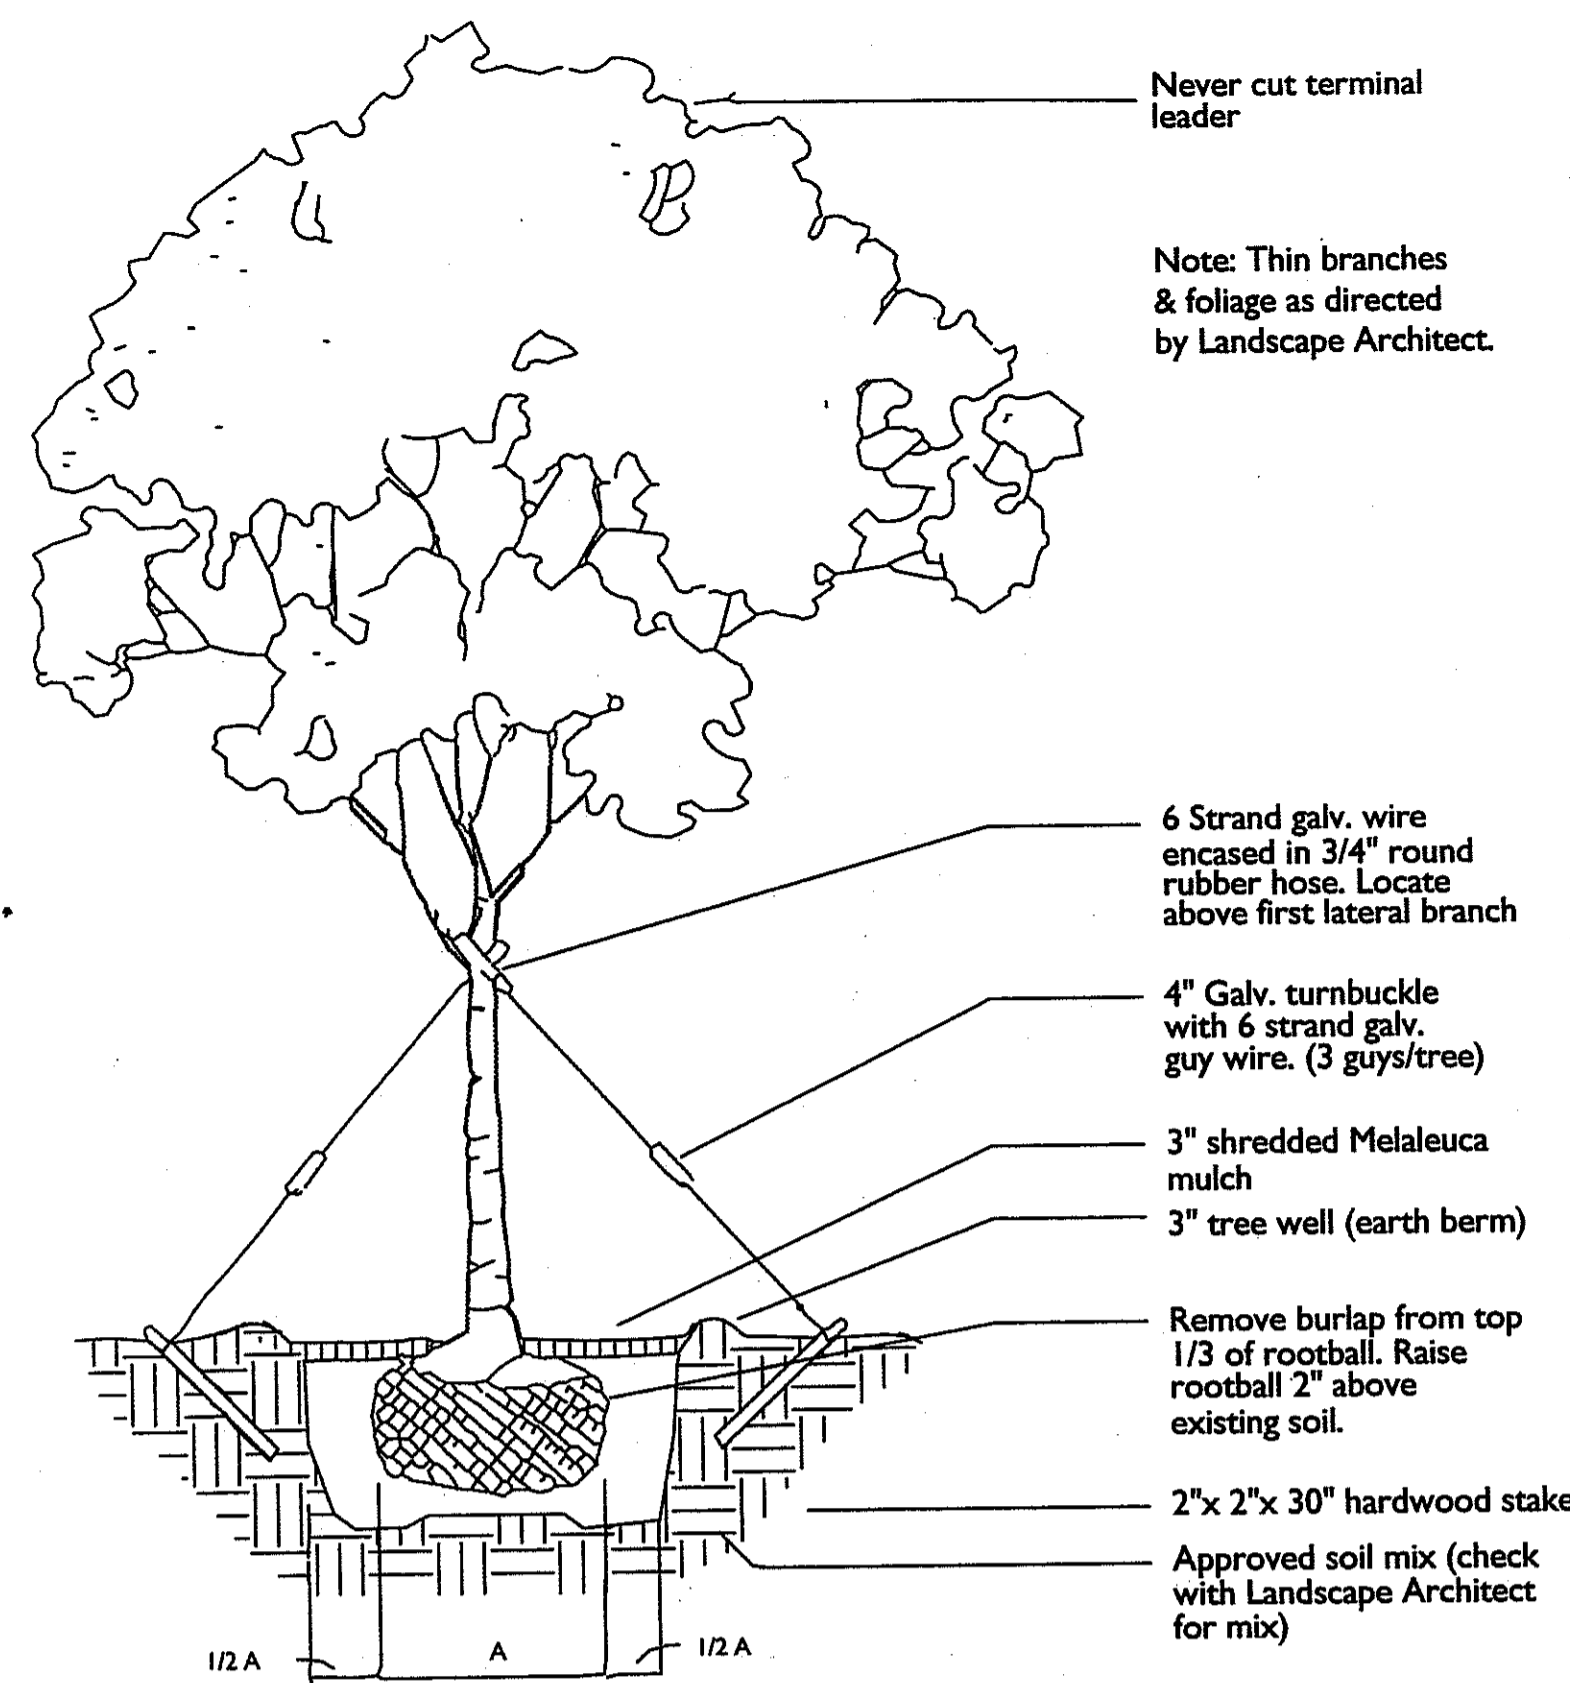 Never cut terminal
leader
Note: Thin branches
& foliage as directed
by Landscape Architect.
6 Strand galv. wire
encased in 3/4" round
rubber hose. Locate
above first lateral branch
4" Galv. turnbuckle
with 6 strand galv.
guy wire. (3 guys/tree)
3" shredded Melaleuca
mulch
3" tree well (earth berm)
Remove burlap from top
1/3 of rootball. Raise
rootball 2" above
existing soil.
2"x 2"x 30" hardwood stake
Approved soil mix (check
with Landscape Architect
for mix)
1/2 A A 1/2 A